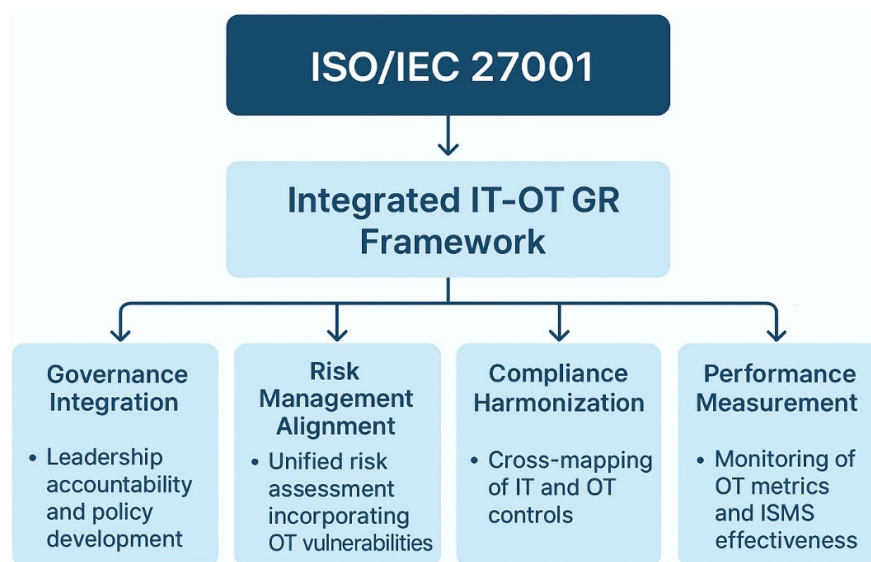 ISO/IEC 27001
Integrated IT-OT GR
Framework
Governance
Integration
• Leadership
accountability
and policy
development
Risk
Management
Alignment
• Unified risk
assessment
incorporating
OT vulnerabilities
Compliance
Harmonization
• Cross-mapping
of IT and OT
controls
Performance
Measurement
• Monitoring of
OT metrics
and ISMS
effectiveness